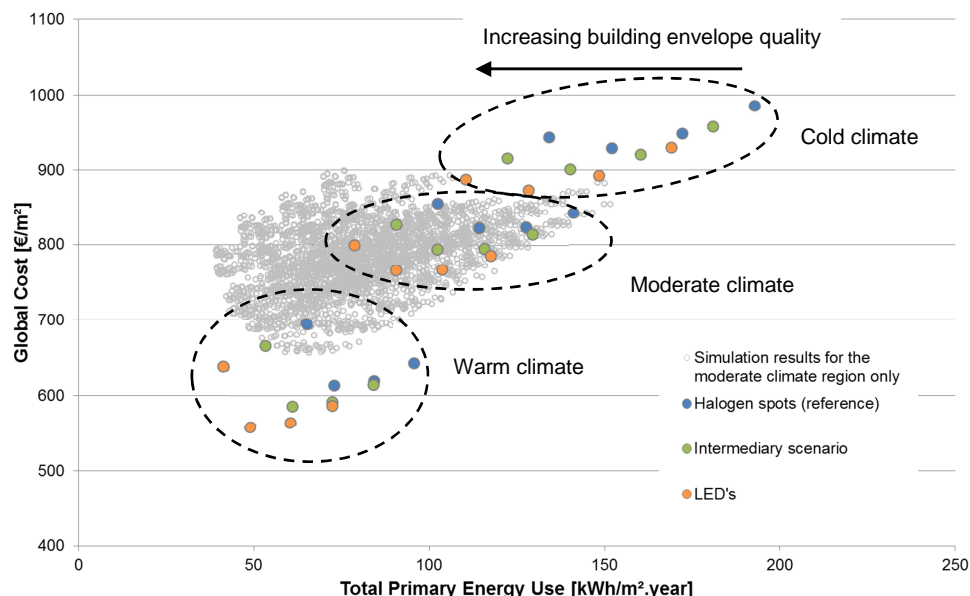 1100
1000
900
800
700
600
500
400
0
50
100
150
200
250
Global Cost [€/m²]
Total Primary Energy Use [kWh/m².year]
Increasing building envelope quality
Cold climate
Moderate climate
Warm climate
Simulation results for the
moderate climate region only
Halogen spots (reference)
Intermediary scenario
LED's